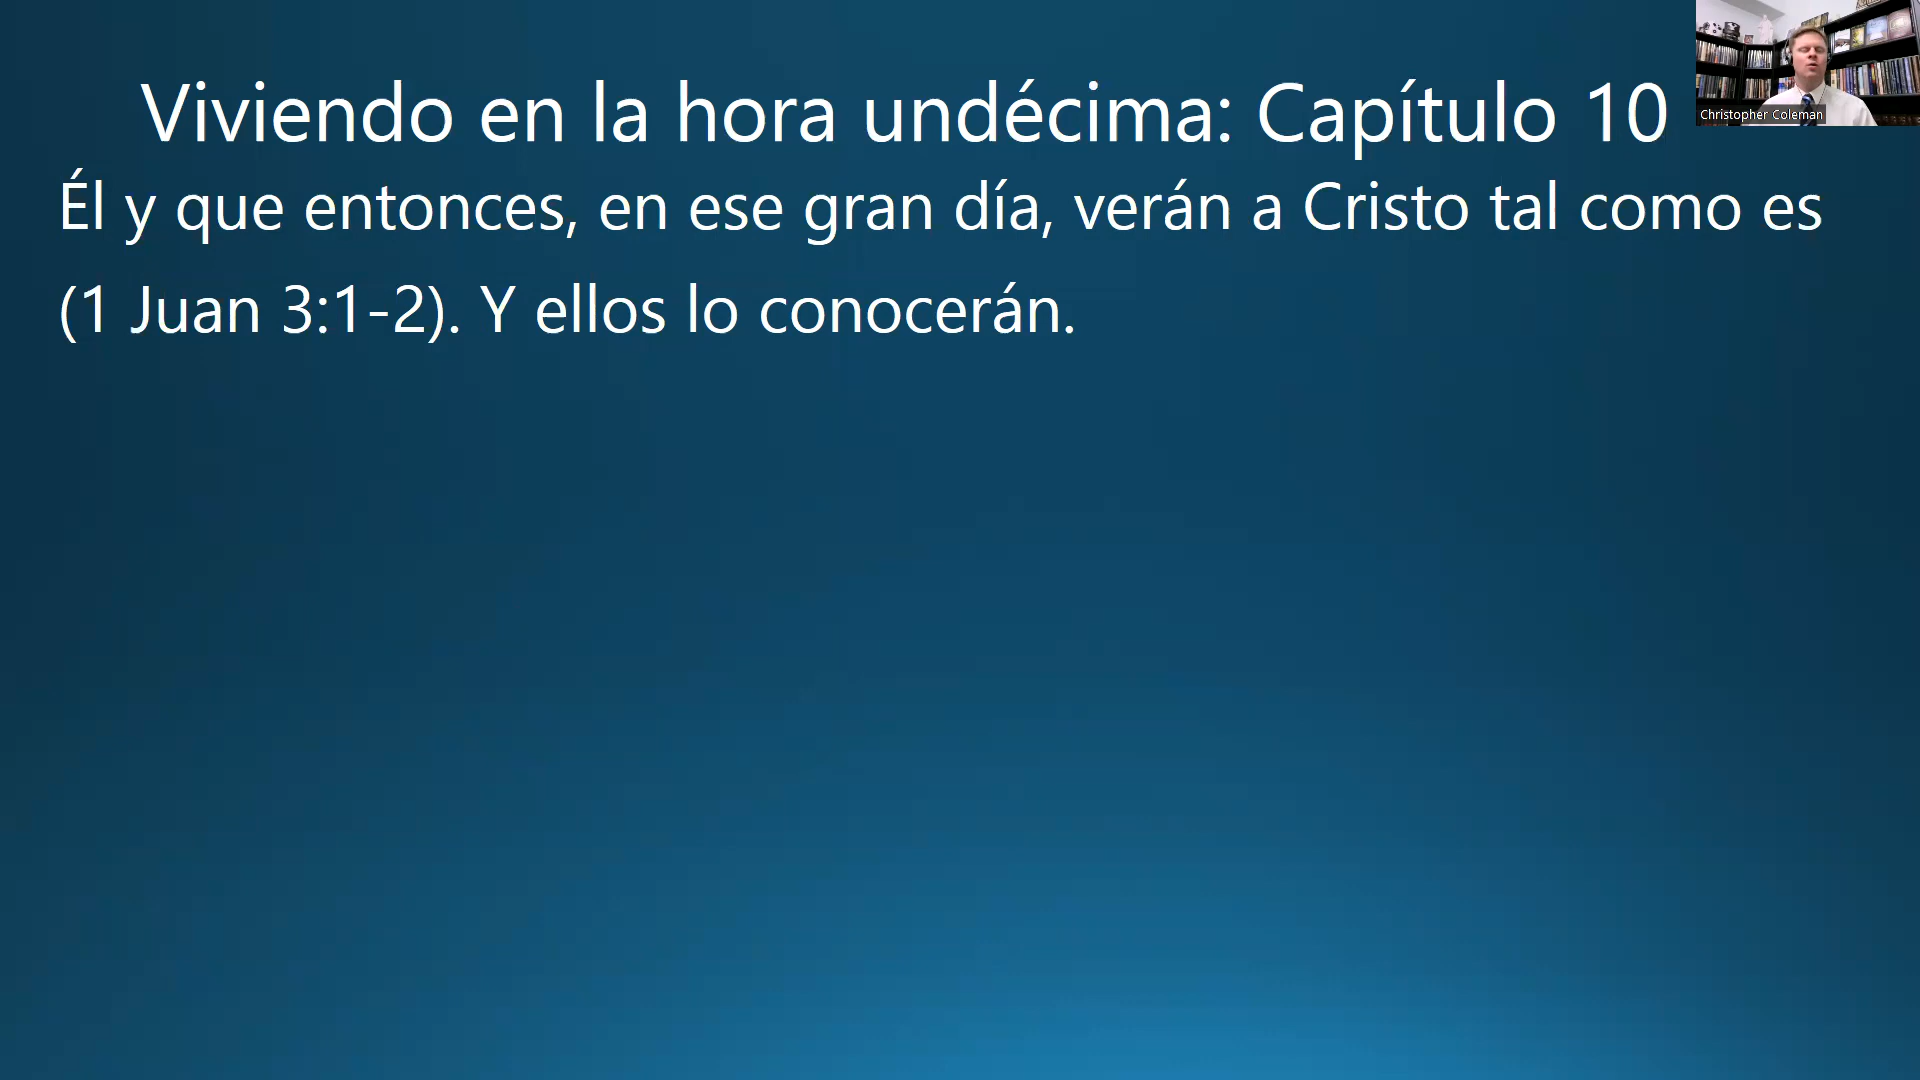 Viviendo en la hora undécima: Capítulo 10
Christopher Coleman
Él y que entonces, en ese gran día, verán a Cristo tal como es
(1 Juan 3:1-2). Y ellos lo conocerán.